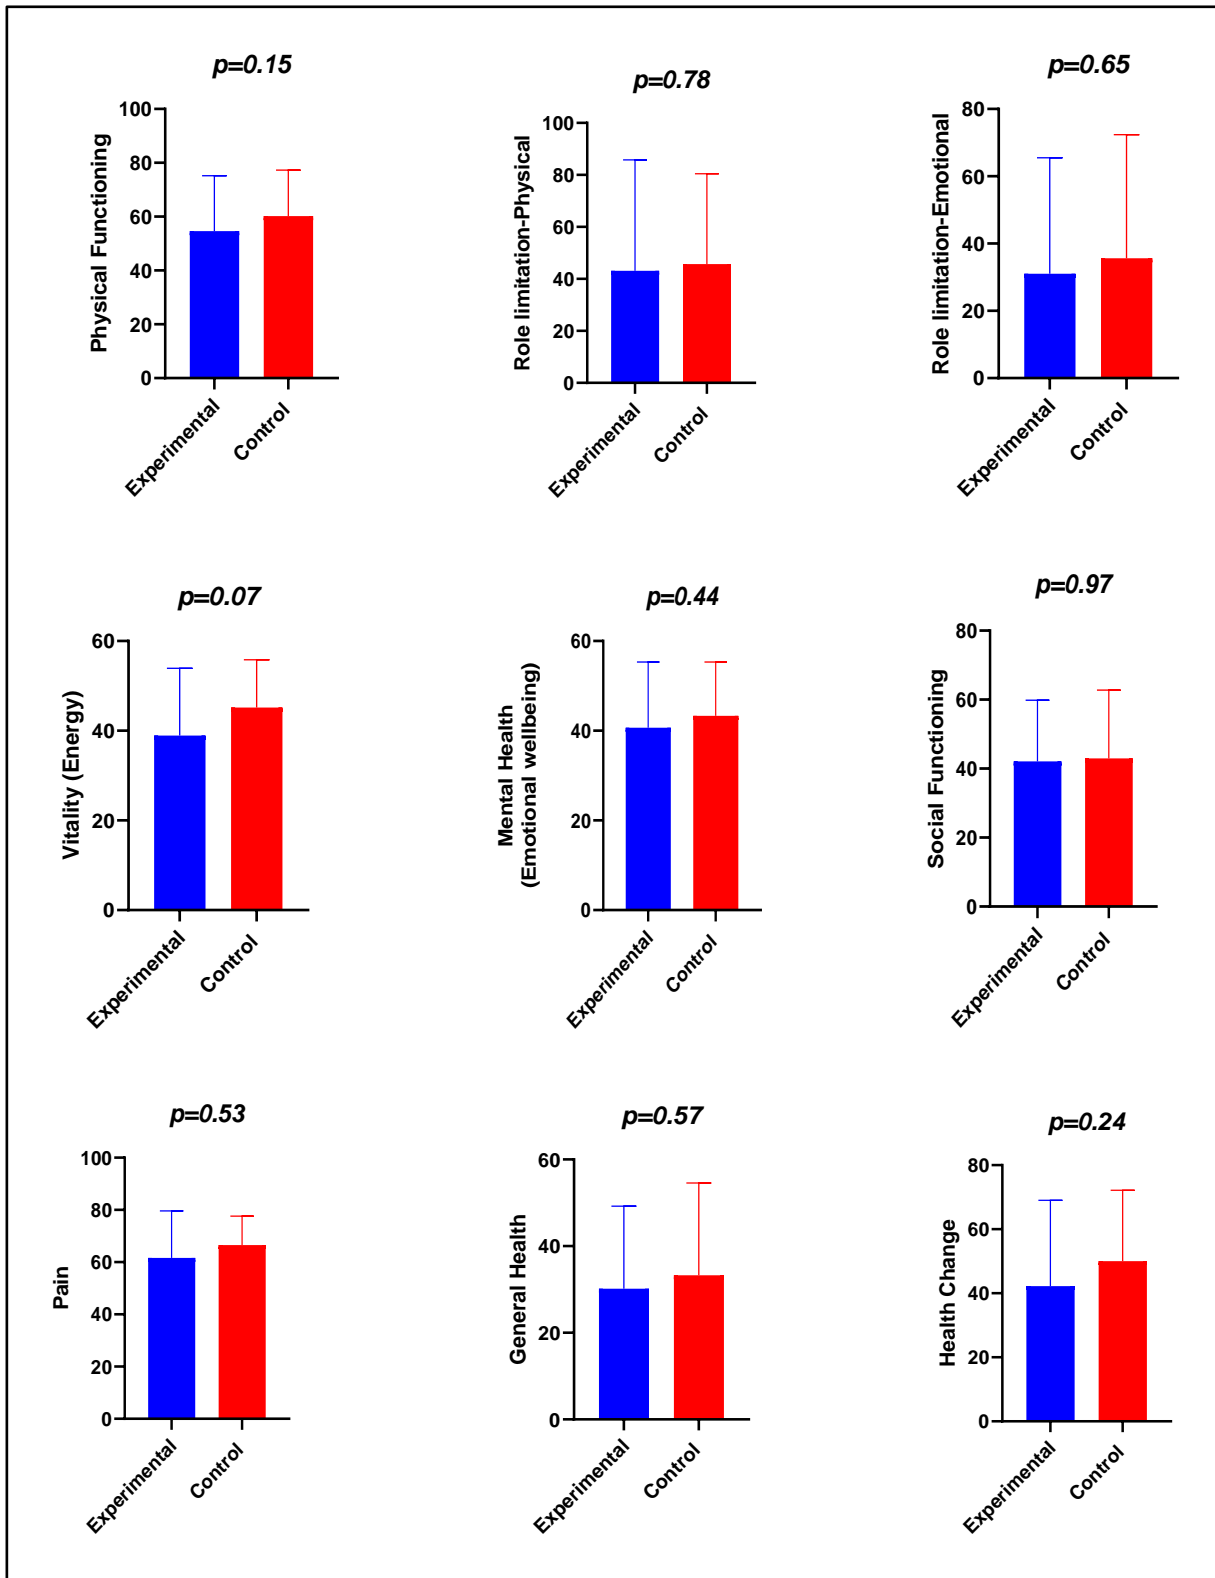 p=0.15
Physical Functioning
100
80
60
40
20
0
Experimental
Control
p=0.78
Role limitation-Physical
100
80
60
40
20
0
Experimental
Control
p=0.65
Role limitation-Emotional
80
60
40
20
0
Experimental
Control
p=0.07
Vitality (Energy)
60
40
20
0
Experimental
Control
p=0.44
Mental Health
(Emotional wellbeing)
60
40
20
0
Experimental
Control
p=0.97
Social Functioning
80
60
40
20
0
Experimental
Control
p=0.53
Pain
100
80
60
40
20
0
Experimental
Control
p=0.57
General Health
60
40
20
0
Experimental
Control
p=0.24
Health Change
80
60
40
20
0
Experimental
Control